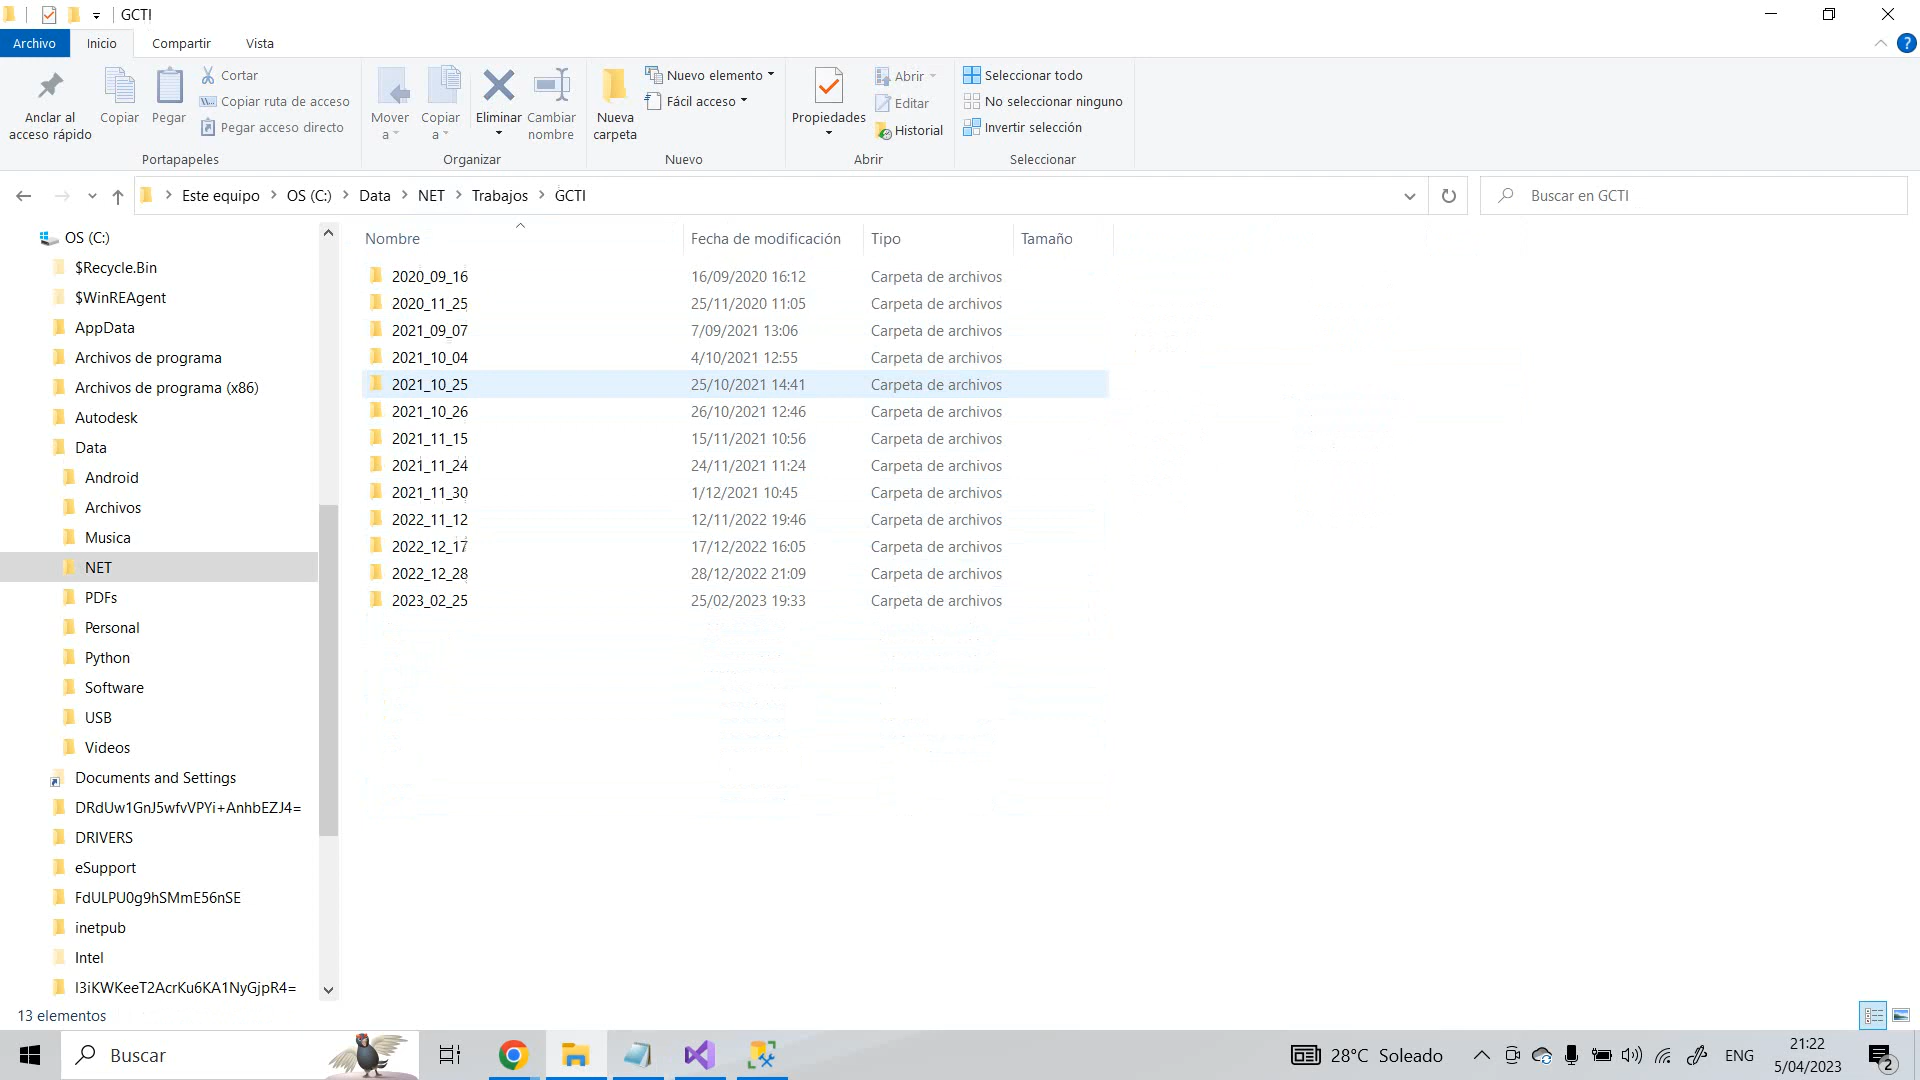 GCTI
Archivo Inicio Compartir Vista
Anclar al acceso rápido
Copiar
Pegar
Cortar
Copiar ruta de acceso
Pegar acceso directo
Portapapeles
Mover a
Copiar a
Eliminar
Cambiar nombre
Organizar
Nueva carpeta
Nuevo elemento
Fácil acceso
Nuevo
Propiedades
Abrir
Editar
Historial
Abrir
Seleccionar todo
No seleccionar ninguno
Invertir selección
Seleccionar
Este equipo > OS (C:) > Data > NET > Trabajos > GCTI
Buscar en GCTI
OS (C:)
$Recycle.Bin
$WinREAgent
AppData
Archivos de programa
Archivos de programa (x86)
Autodesk
Data
Android
Archivos
Musica
NET
PDFs
Personal
Python
Software
USB
Videos
Documents and Settings
DRdUw1GnJ5wfvVPYi+AnhbEZJ4=
DRIVERS
eSupport
FdULPU0g9hSMmE56nSE
inetpub
Intel
I3iKWKeeT2AcrKu6KA1NyGjpR4=
Nombre Fecha de modificación Tipo Tamaño
2020_09_16 16/09/2020 16:12 Carpeta de archivos
2020_11_25 25/11/2020 11:05 Carpeta de archivos
2021_09_07 7/09/2021 13:06 Carpeta de archivos
2021_10_04 4/10/2021 12:55 Carpeta de archivos
2021_10_25 25/10/2021 14:41 Carpeta de archivos
2021_10_26 26/10/2021 12:46 Carpeta de archivos
2021_11_15 15/11/2021 10:56 Carpeta de archivos
2021_11_24 24/11/2021 11:24 Carpeta de archivos
2021_11_30 1/12/2021 10:45 Carpeta de archivos
2022_11_12 12/11/2022 19:46 Carpeta de archivos
2022_12_17 17/12/2022 16:05 Carpeta de archivos
2022_12_28 28/12/2022 21:09 Carpeta de archivos
2023_02_25 25/02/2023 19:33 Carpeta de archivos
13 elementos
Buscar
28°C Soleado
ENG
21:22
5/04/2023
2